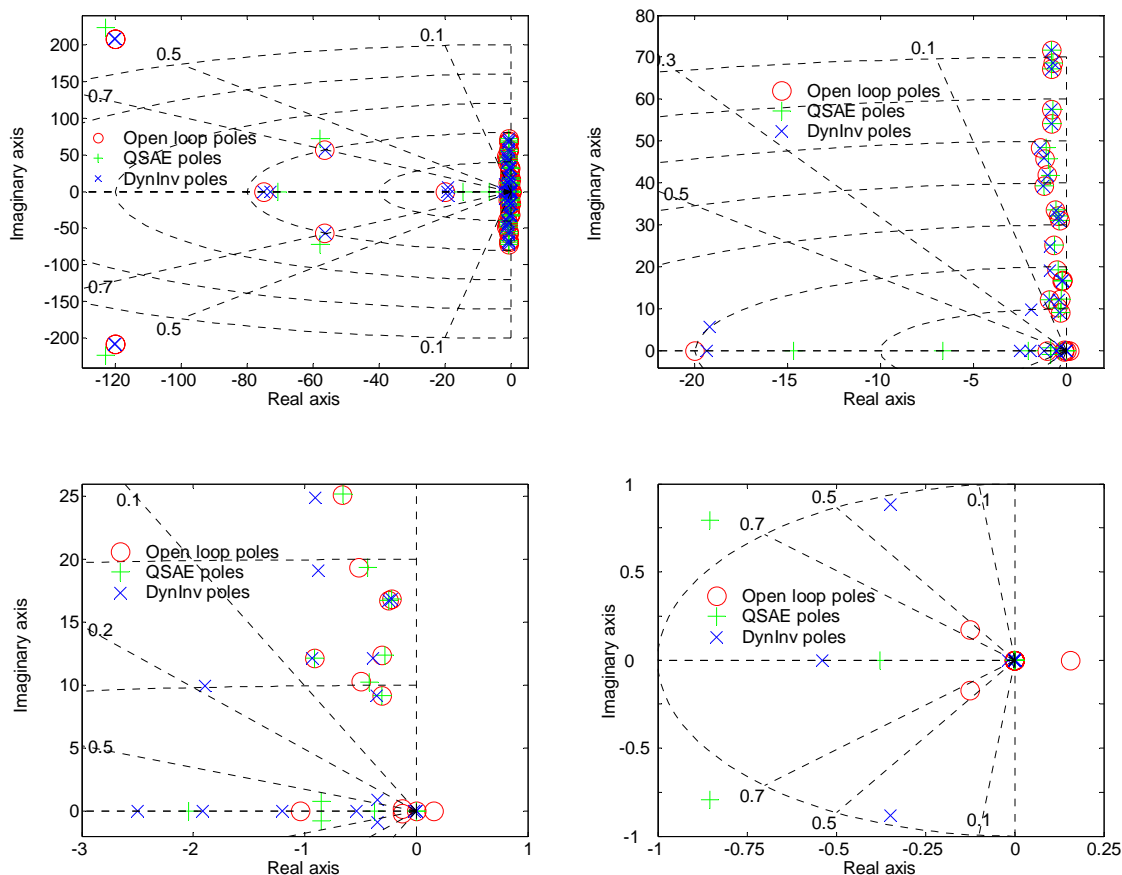 200
150
100
50
0
-50
-100
-150
-200
Imaginary axis
0.5
0.1
0.7
Open loop poles
QSAE poles
DynInv poles
0.7
0.5
0.1
-120 -100 -80 -60 -40 -20 0
Real axis
80
70
60
50
40
30
20
10
0
Imaginary axis
0.3
0.1
Open loop poles
QSAE poles
DynInv poles
0.5
-20 -15 -10 -5 0
Real axis
25
20
15
10
5
0
Imaginary axis
0.1
Open loop poles
QSAE poles
DynInv poles
0.2
0.5
-3 -2 -1 0 1
Real axis
1
0.5
0
-0.5
-1
Imaginary axis
0.5 0.1
0.7
Open loop poles
QSAE poles
DynInv poles
0.7
0.5 0.1
-1 -0.75 -0.5 -0.25 0 0.25
Real axis